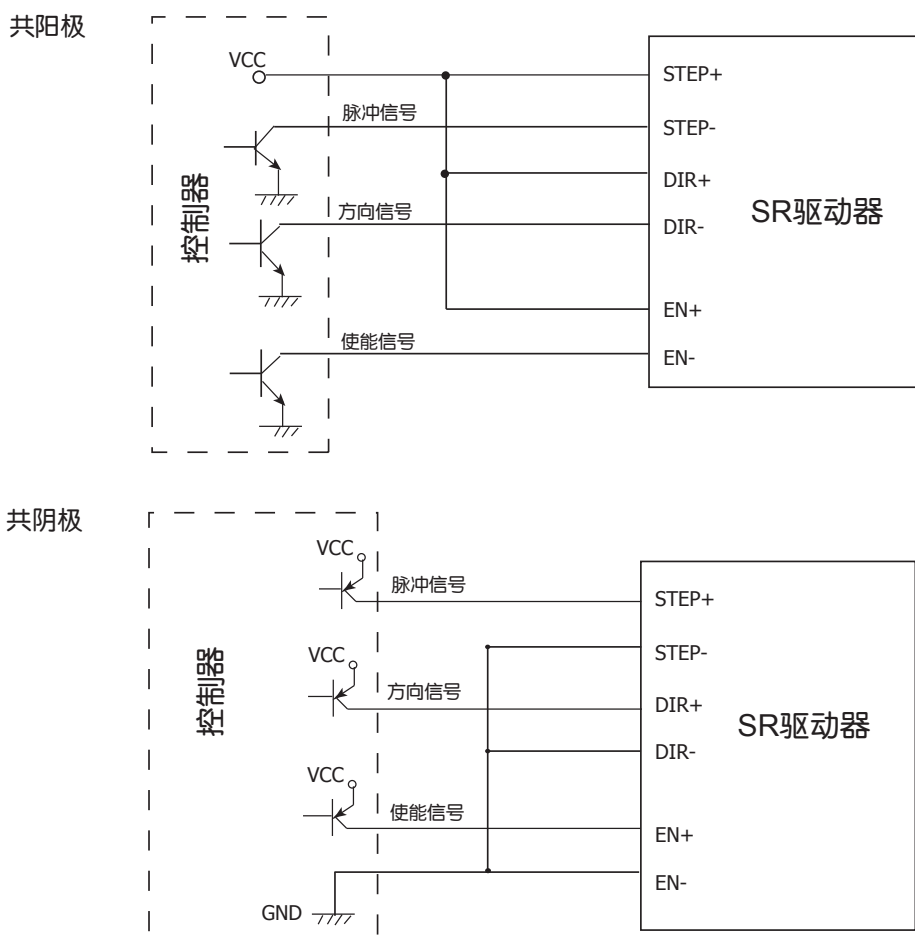 共阳极
VCC
STEP+
脉冲信号
STEP-
DIR+
控制器
SR驱动器
方向信号
DIR-
EN+
使能信号
EN-
共阴极
VCC
脉冲信号
STEP+
STEP-
VCC
控制器
方向信号
DIR+
SR驱动器
DIR-
VCC
使能信号
EN+
EN-
GND